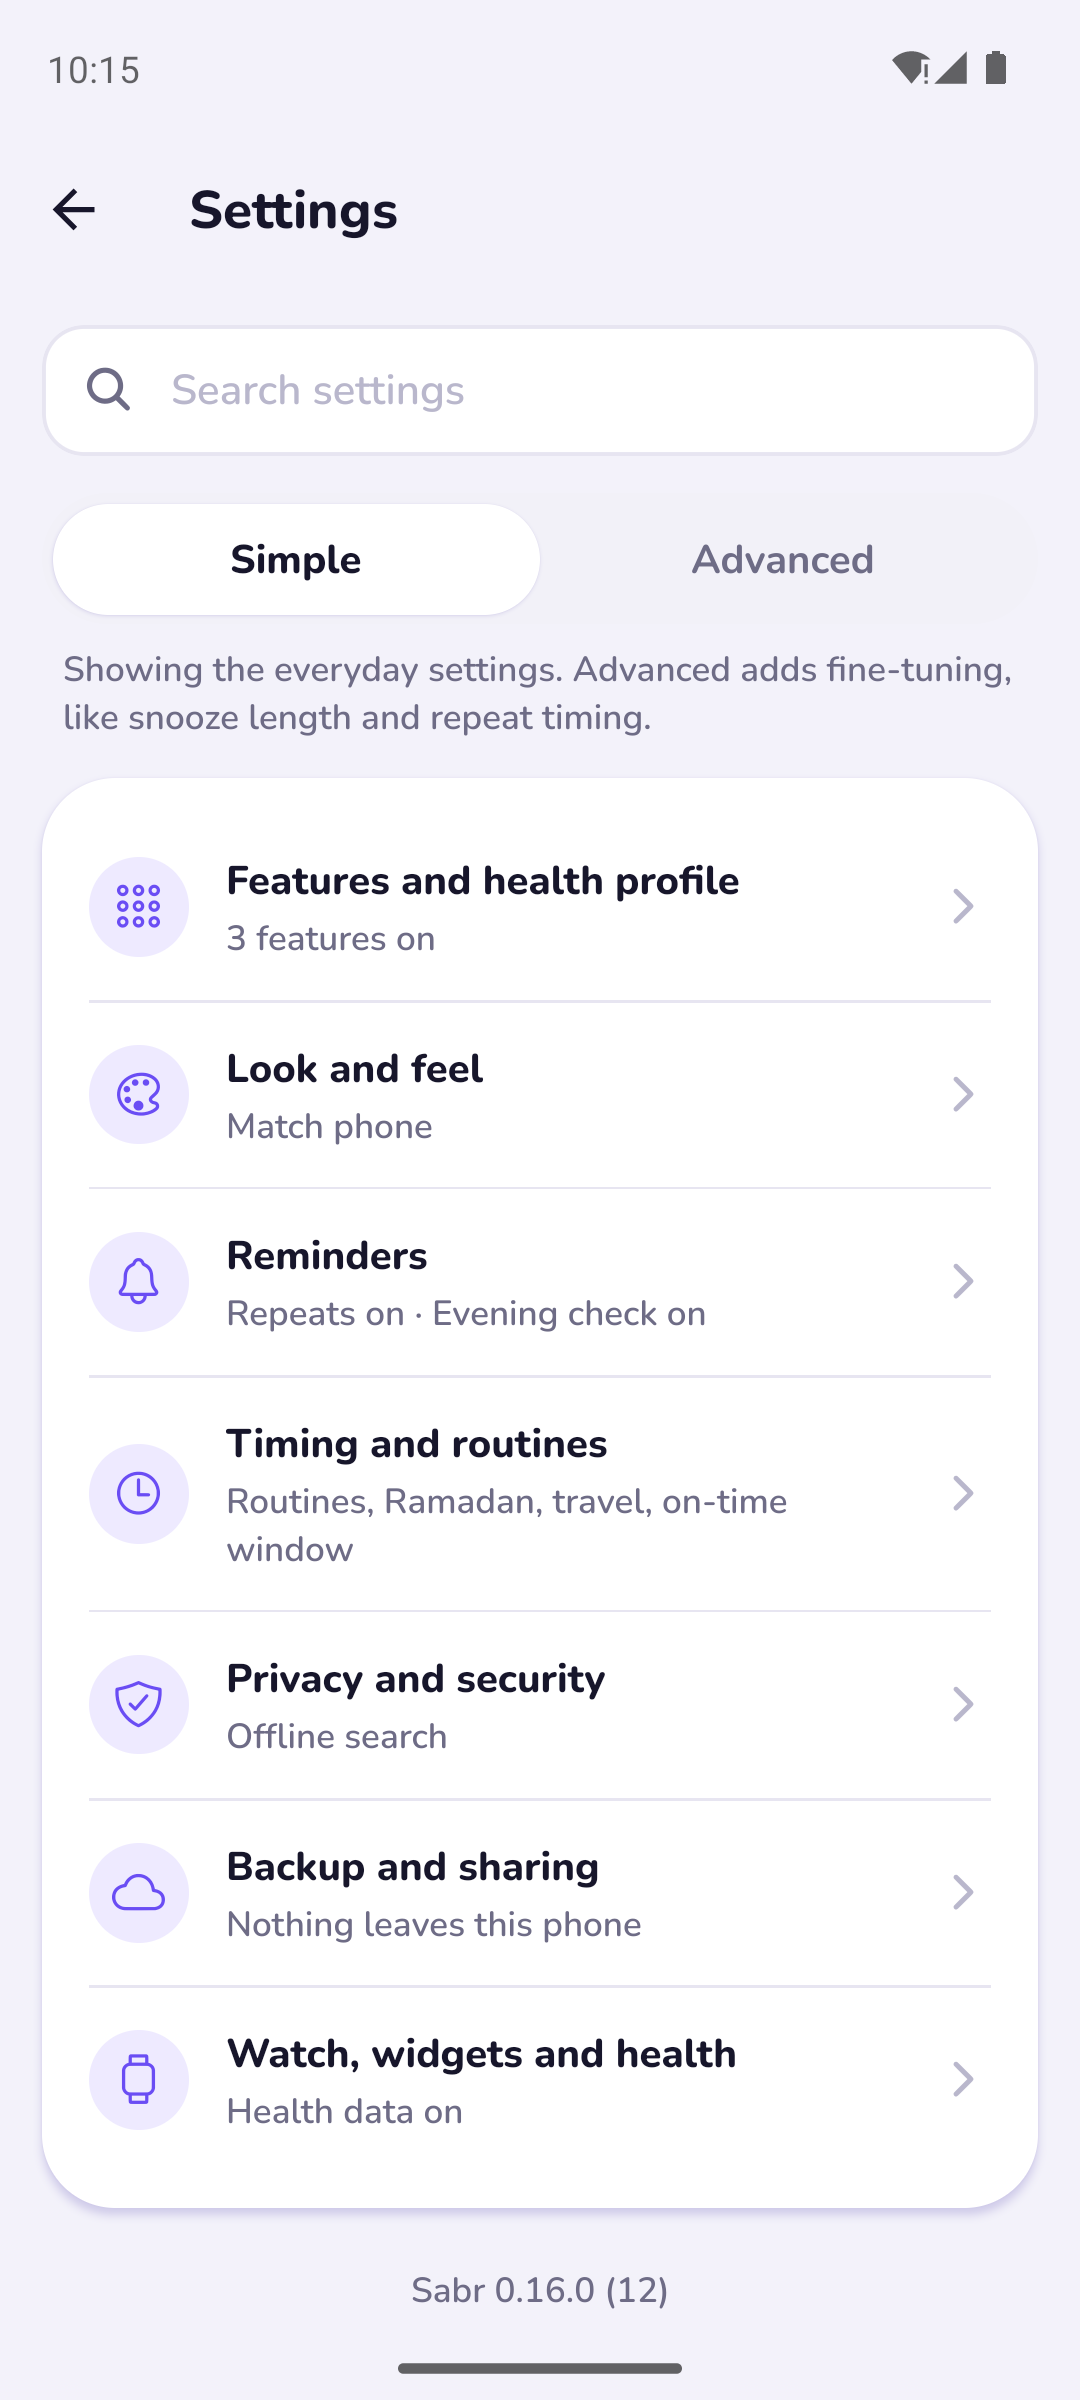 10:15
Settings
Search settings
Simple
Advanced
Showing the everyday settings. Advanced adds fine-tuning,
like snooze length and repeat timing.
Features and health profile
3 features on
Look and feel
Match phone
Reminders
Repeats on · Evening check on
Timing and routines
Routines, Ramadan, travel, on-time
window
Privacy and security
Offline search
Backup and sharing
Nothing leaves this phone
Watch, widgets and health
Health data on
Sabr 0.16.0 (12)